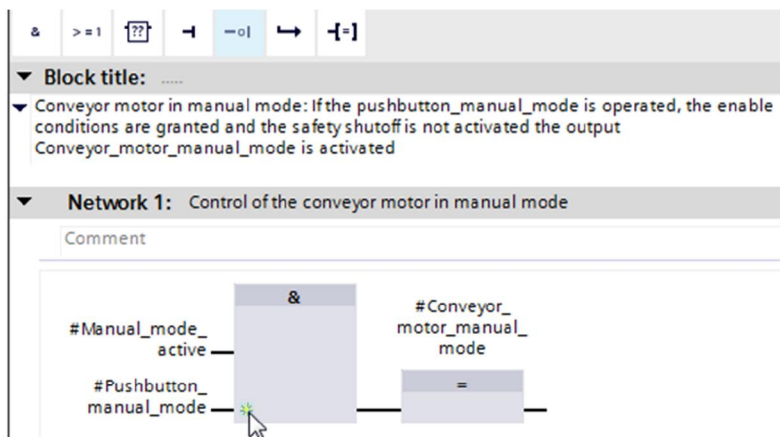 & >=1 ?? -o| -[=]
Block title: .....
Conveyor motor in manual mode: If the pushbutton_manual_mode is operated, the enable
conditions are granted and the safety shutoff is not activated the output
Conveyor_motor_manual_mode is activated
Network 1: Control of the conveyor motor in manual mode
Comment
&
#Manual_mode_
active
#Pushbutton_
manual_mode
#Conveyor_
motor_manual_
mode
=